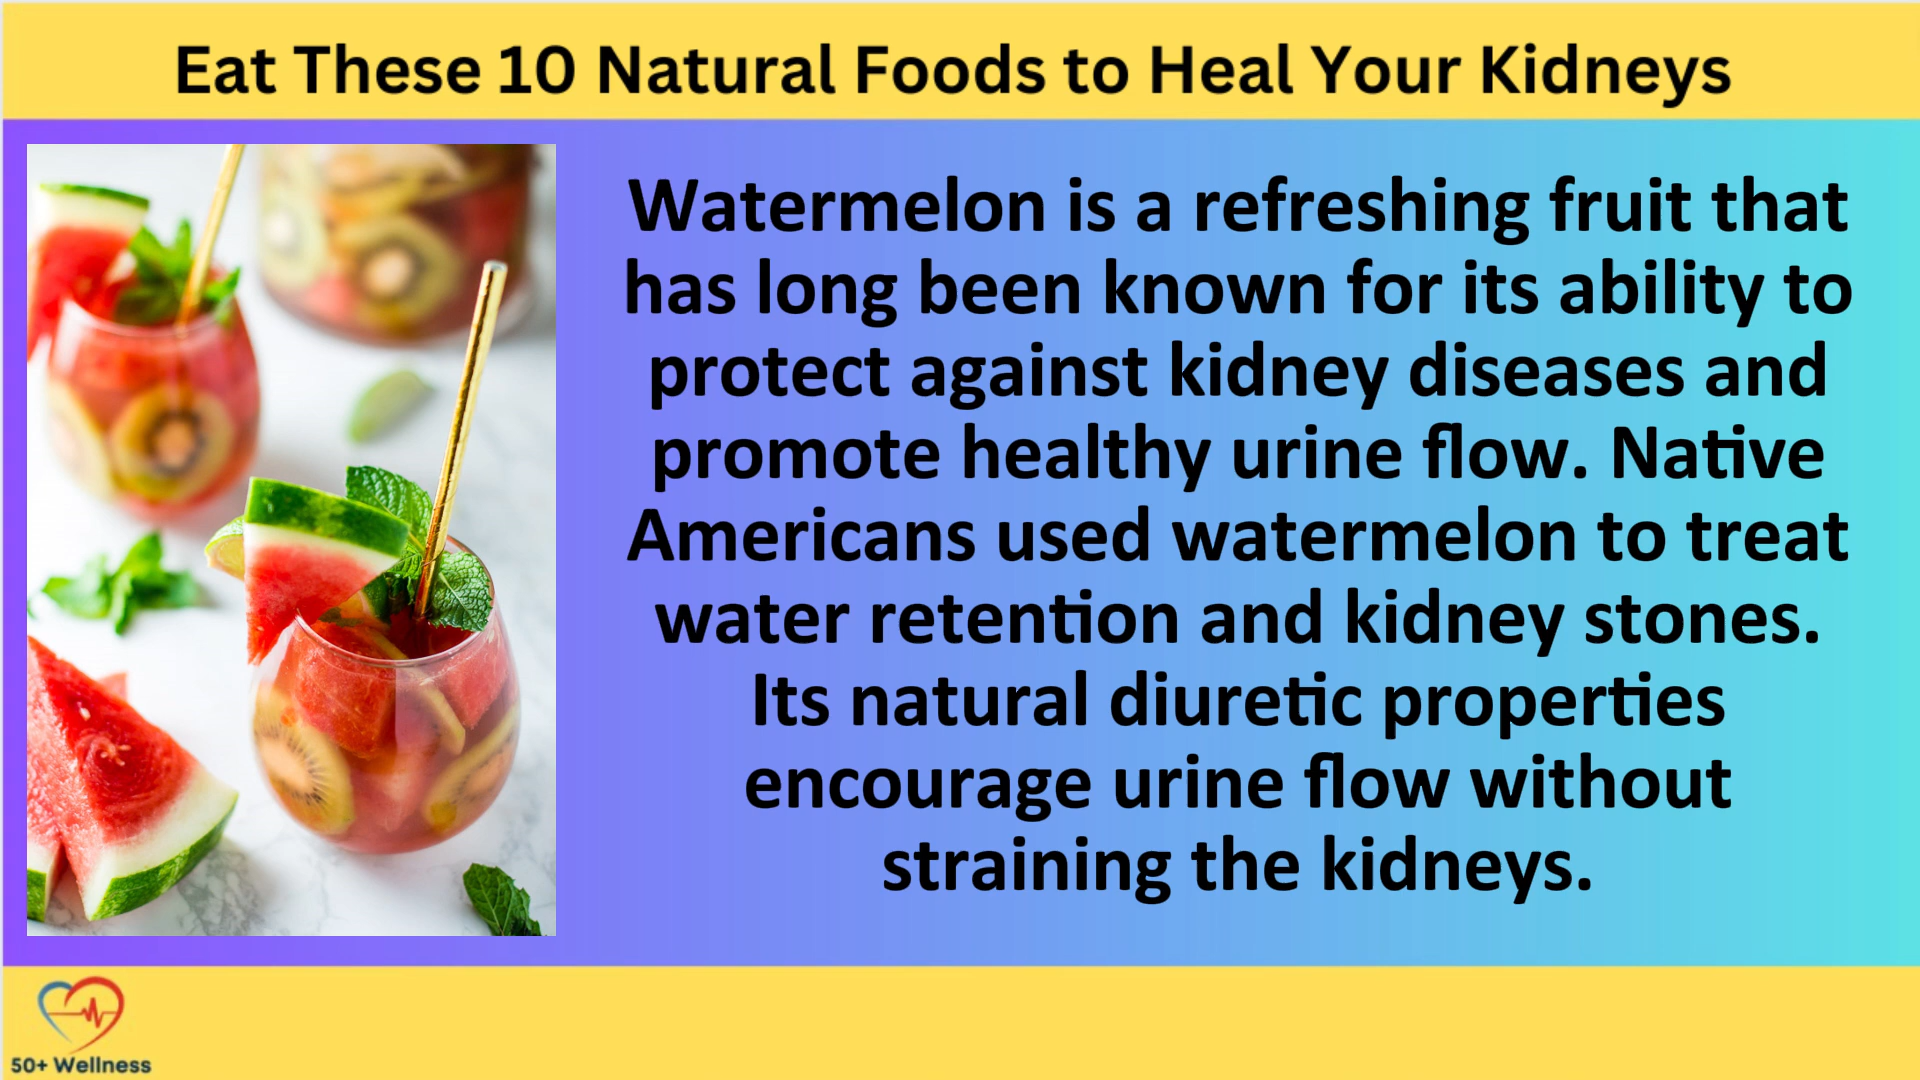 Eat These 10 Natural Foods to Heal Your Kidneys
Watermelon is a refreshing fruit that
has long been known for its ability to
protect against kidney diseases and
promote healthy urine flow. Native
Americans used watermelon to treat
water retention and kidney stones.
Its natural diuretic properties
encourage urine flow without
straining the kidneys.
50+ Wellness